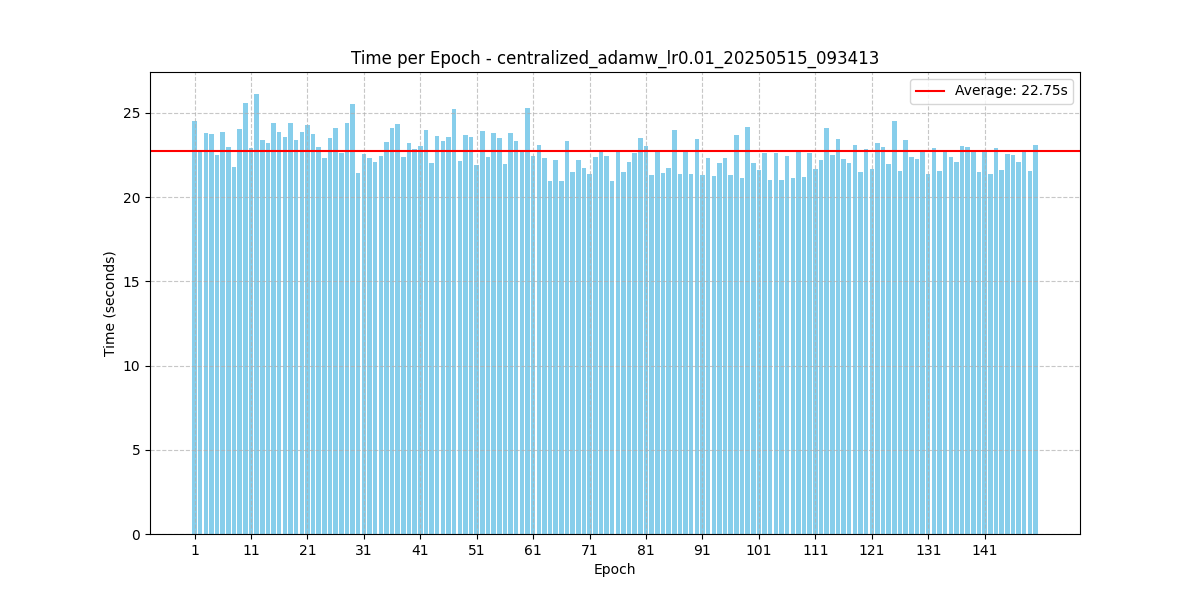 Time per Epoch - centralized_adamw_lr0.01_20250515_093413
Average: 22.75s
25
20
15
10
5
0
Time (seconds)
1 11 21 31 41 51 61 71 81 91 101 111 121 131 141
Epoch